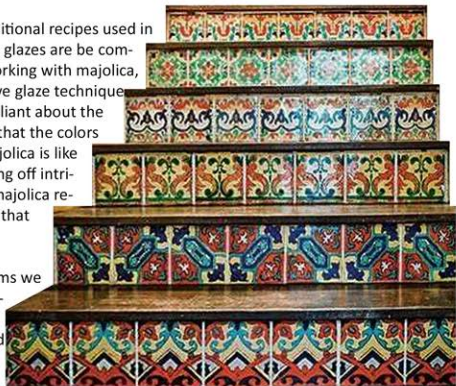 itional recipes used in
glazes are be com-
orking with majolica,
ve glaze technique
liant about the
that the colors
jolica is like
ng off intri-
majolica re-
that
ms we
-
d